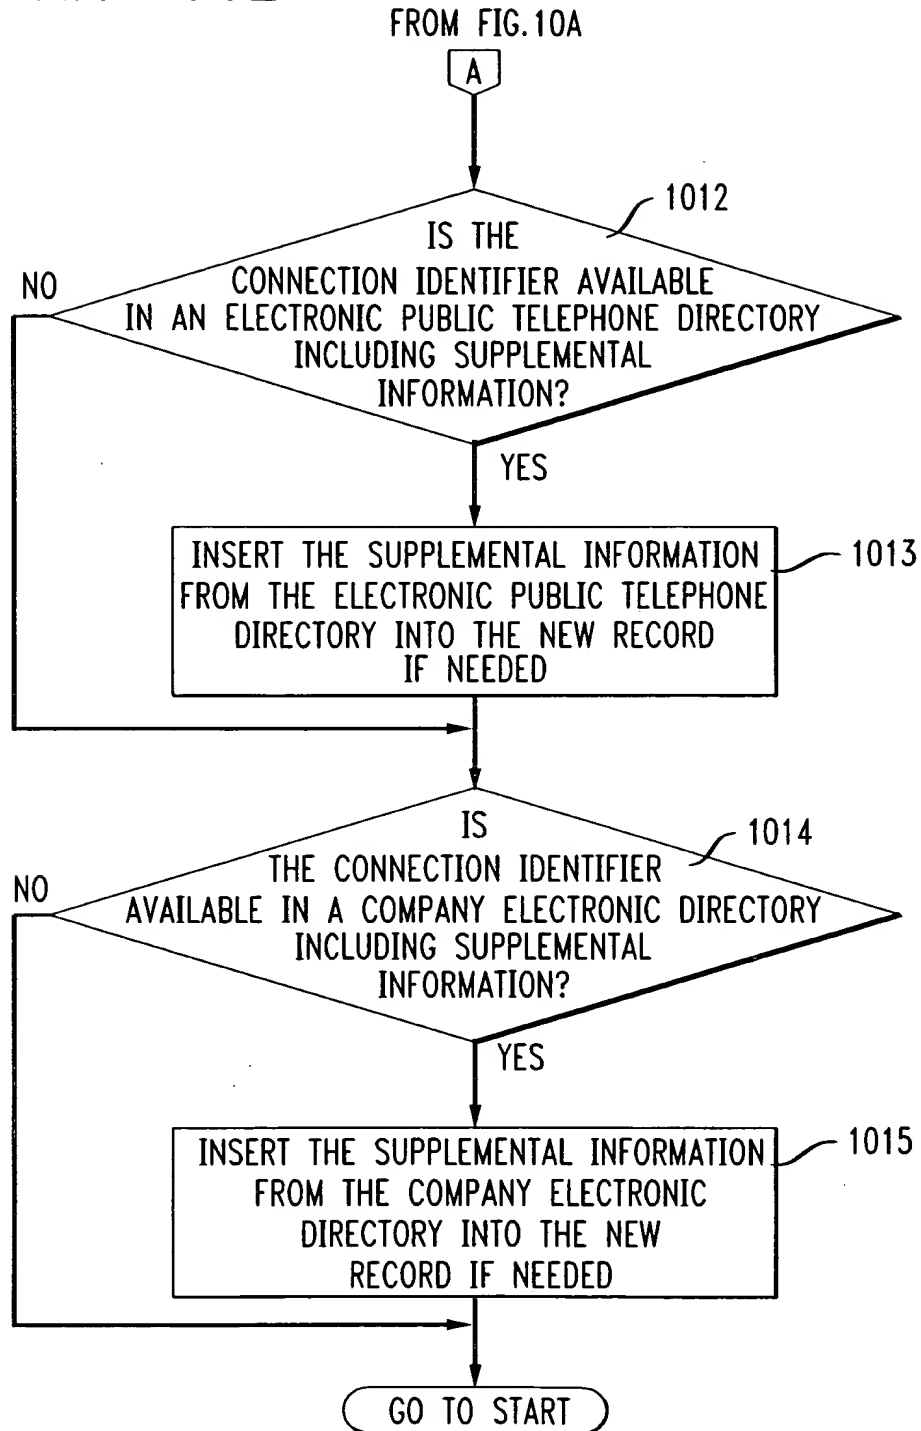 FROM FIG.10A
A
1012
IS THE
CONNECTION IDENTIFIER AVAILABLE
IN AN ELECTRONIC PUBLIC TELEPHONE DIRECTORY
INCLUDING SUPPLEMENTAL
INFORMATION?
NO
YES
1013
INSERT THE SUPPLEMENTAL INFORMATION
FROM THE ELECTRONIC PUBLIC TELEPHONE
DIRECTORY INTO THE NEW RECORD
IF NEEDED
1014
IS
THE CONNECTION IDENTIFIER
AVAILABLE IN A COMPANY ELECTRONIC DIRECTORY
INCLUDING SUPPLEMENTAL
INFORMATION?
NO
YES
1015
INSERT THE SUPPLEMENTAL INFORMATION
FROM THE COMPANY ELECTRONIC
DIRECTORY INTO THE NEW
RECORD IF NEEDED
GO TO START